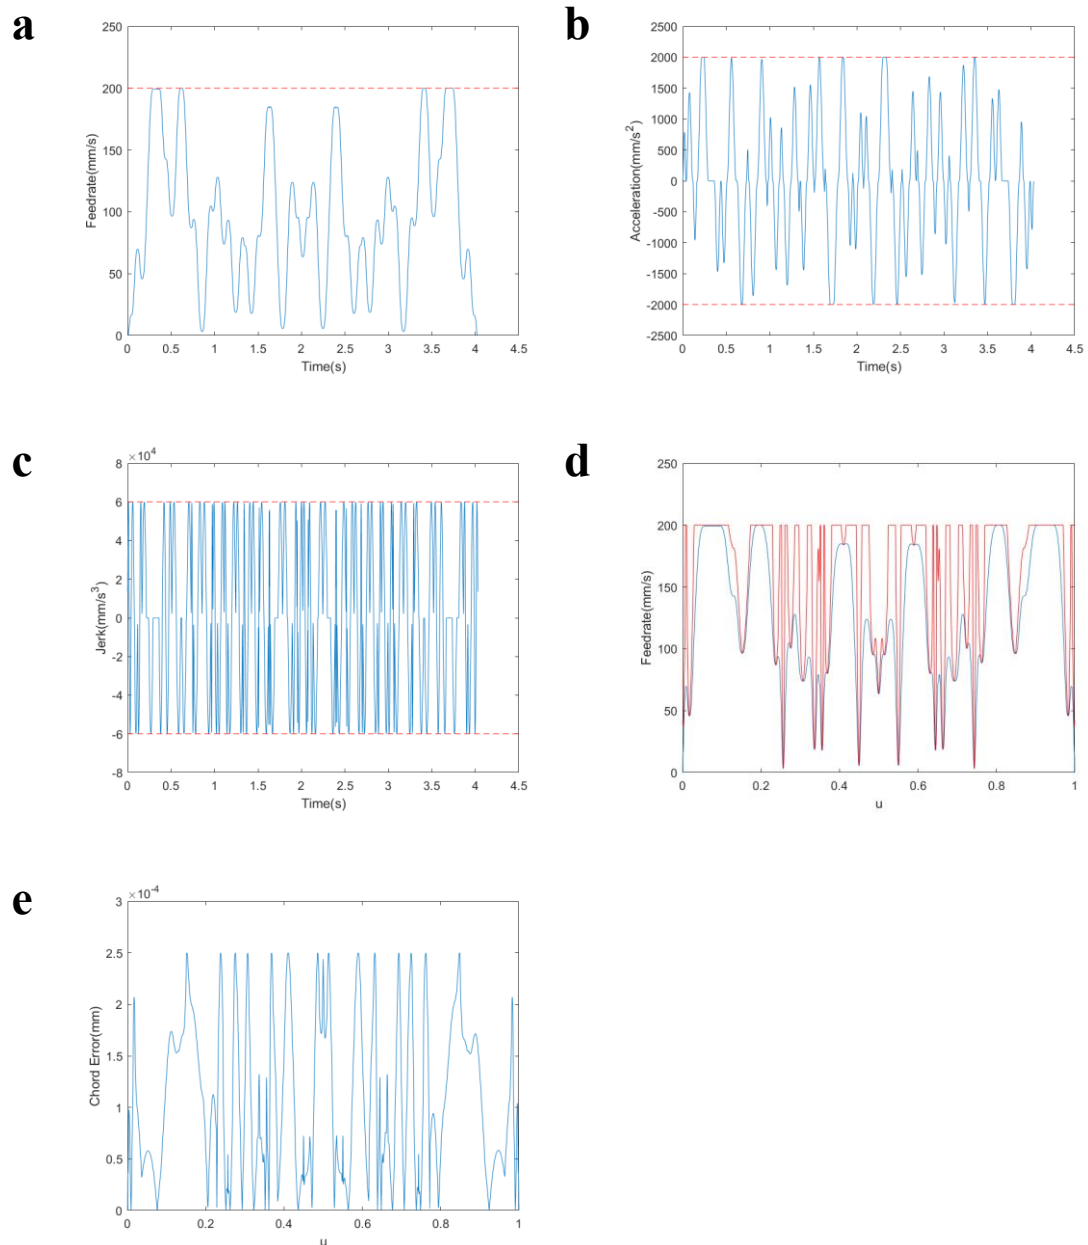 a
250
200
150
100
50
0
Feedrate(mm/s)
0 0.5 1 1.5 2 2.5 3 3.5 4 4.5
Time(s)
b
2500
2000
1500
1000
500
0
-500
-1000
-1500
-2000
-2500
Acceleration(mm/s²)
0 0.5 1 1.5 2 2.5 3 3.5 4 4.5
Time(s)
c
×10⁴
8
6
4
2
0
-2
-4
-6
-8
Jerk(mm/s³)
0 0.5 1 1.5 2 2.5 3 3.5 4 4.5
Time(s)
d
250
200
150
100
50
0
Feedrate(mm/s)
0 0.2 0.4 0.6 0.8 1
u
e
×10⁻⁴
3
2.5
2
1.5
1
0.5
0
Chord Error(mm)
0 0.2 0.4 0.6 0.8 1
u